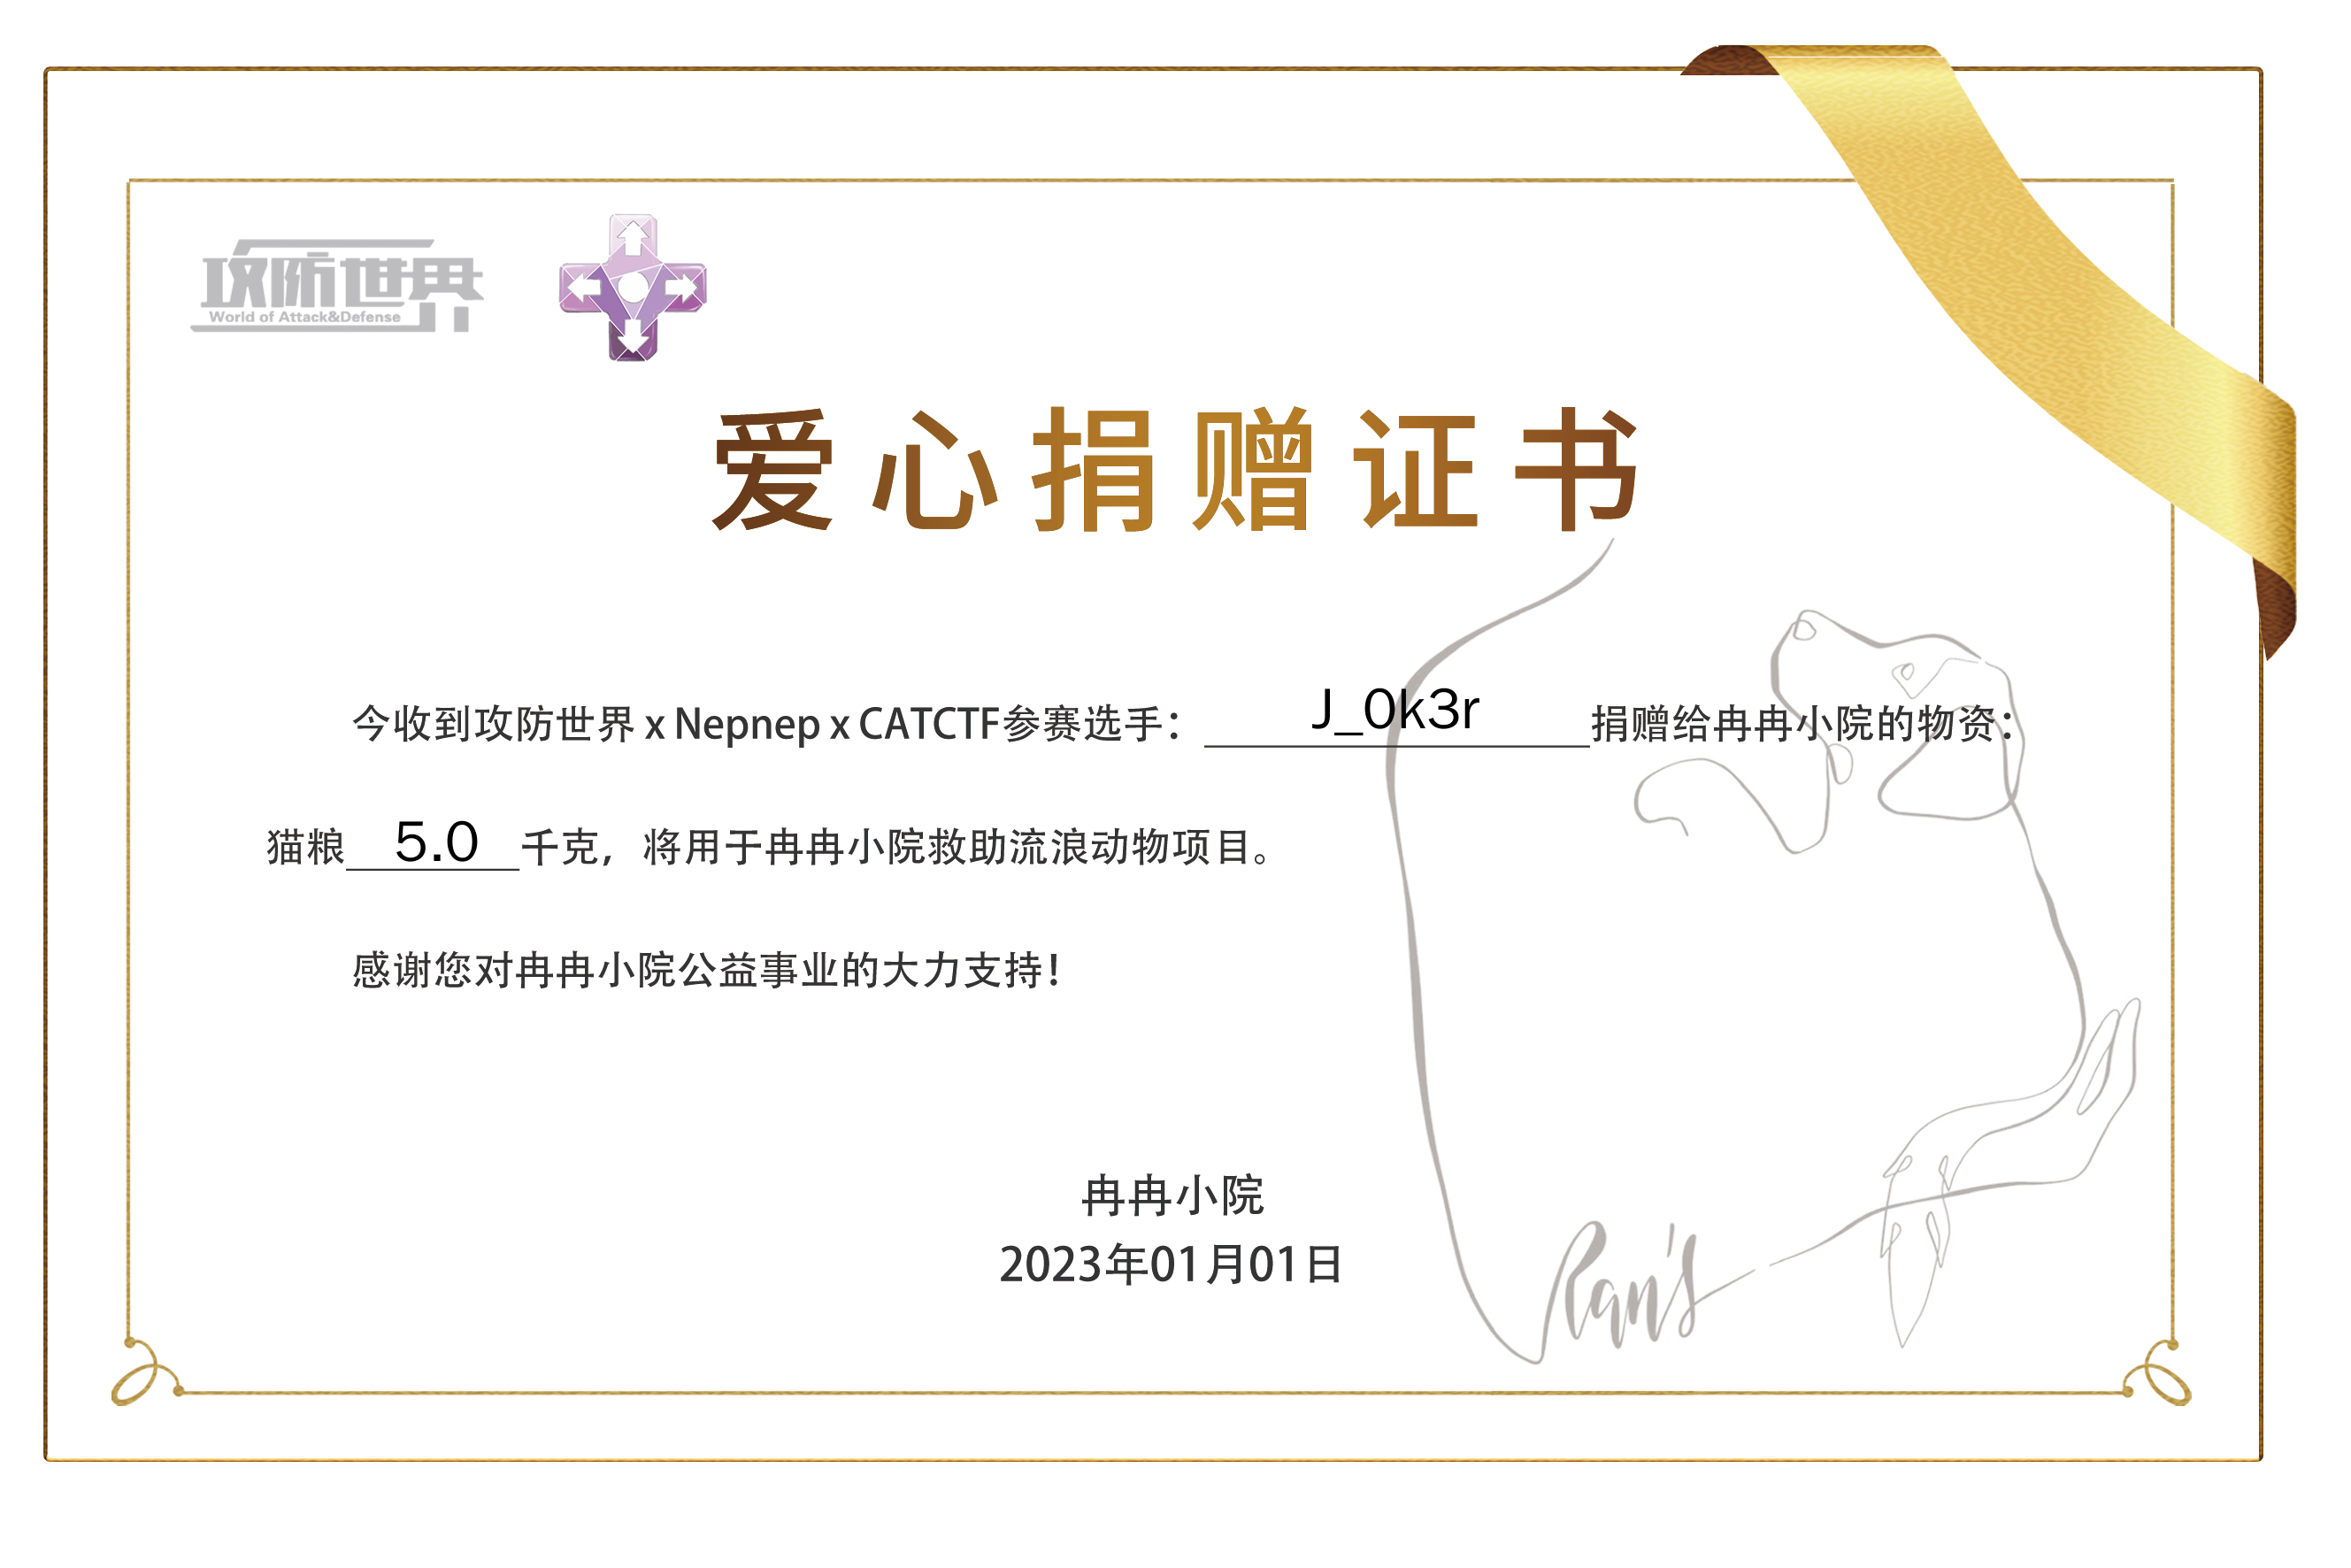 攻防世界
World of Attack&Defense
爱心捐赠证书
今收到攻防世界 x Nepnep x CATCTF参赛选手：J_0k3r捐赠给冉冉小院的物资：
猫粮5.0千克，将用于冉冉小院救助流浪动物项目。
感谢您对冉冉小院公益事业的大力支持！
冉冉小院
2023年01月01日
Ran's